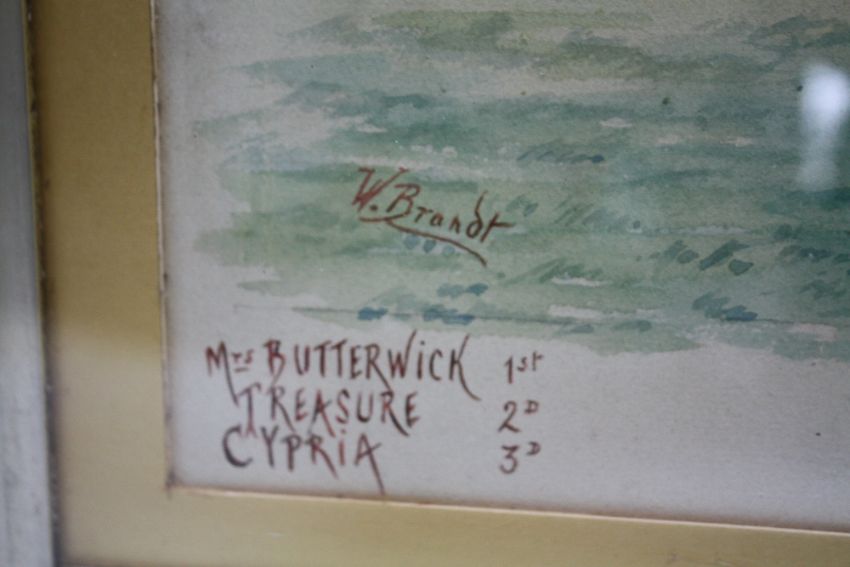 W. Brandt
Mrs BUTTERWiCK 1st
TREASURE 2D
CYPRiA 3D